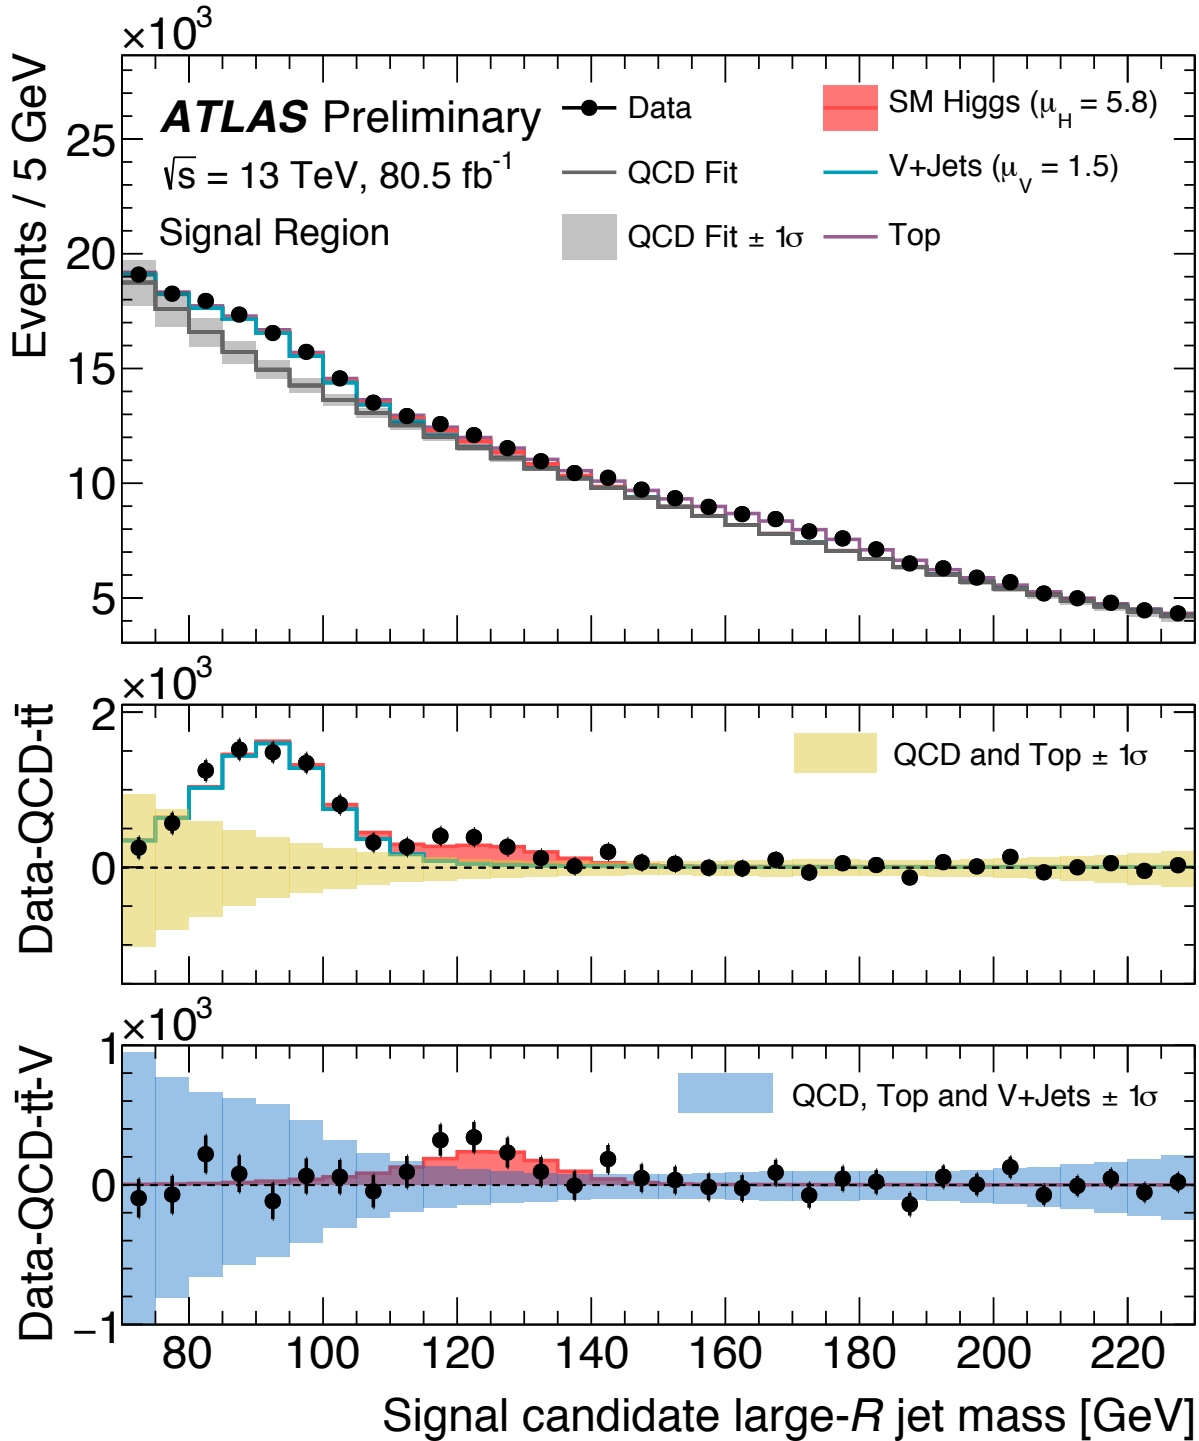 ×10³
Events / 5 GeV
25
20
15
10
5
ATLAS Preliminary
√s = 13 TeV, 80.5 fb⁻¹
Signal Region
Data
QCD Fit
QCD Fit ± 1σ
SM Higgs (μ_H = 5.8)
V+Jets (μ_V = 1.5)
Top
×10³
Data-QCD-tt̄
2
0
QCD and Top ± 1σ
×10³
Data-QCD-tt̄-V
1
0
−1
QCD, Top and V+Jets ± 1σ
80 100 120 140 160 180 200 220
Signal candidate large-R jet mass [GeV]